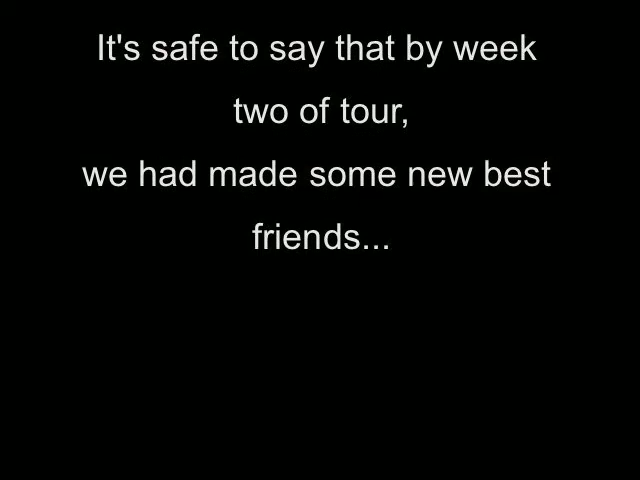 It's safe to say that by week
two of tour,
we had made some new best
friends...